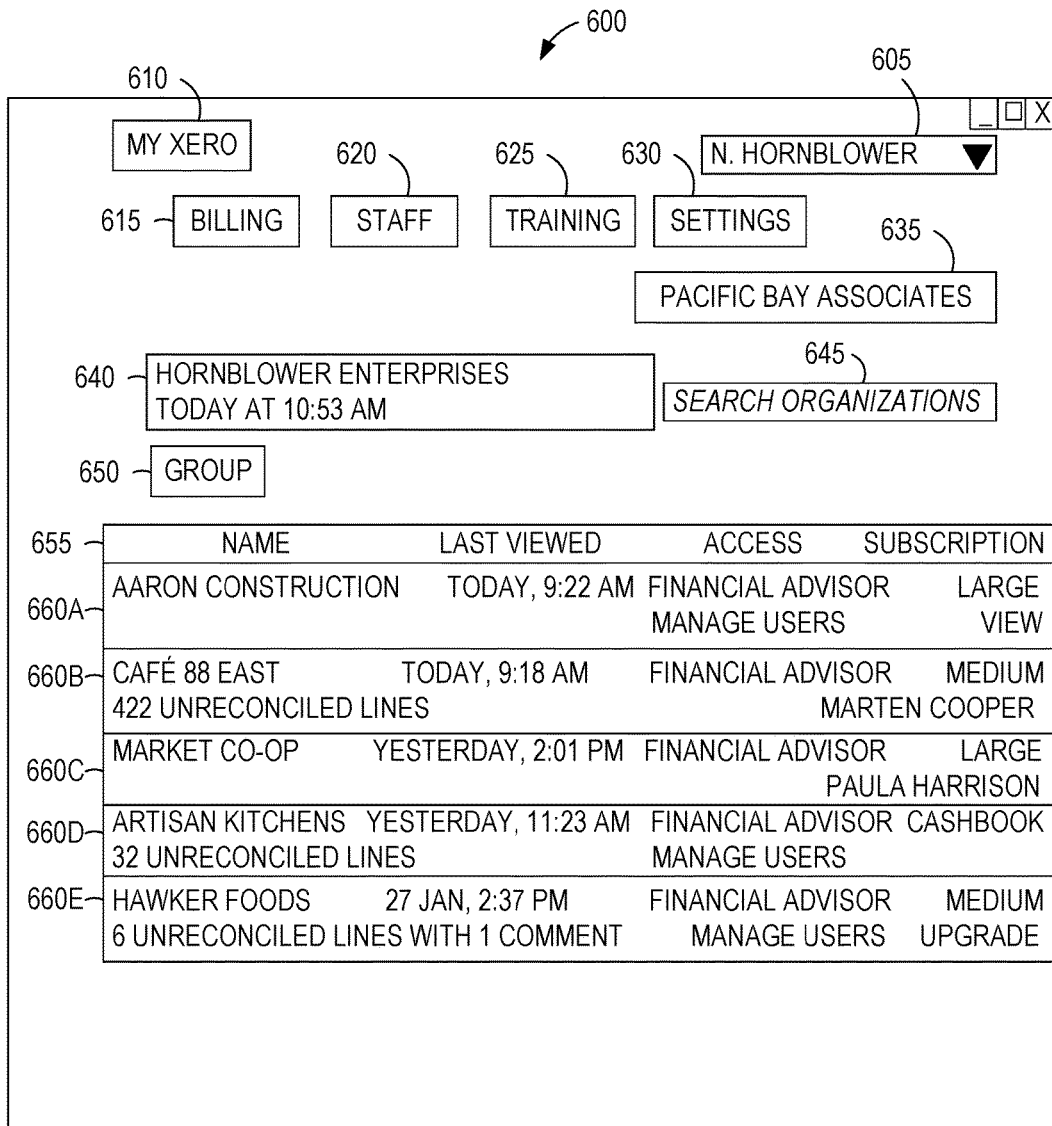 600
610
605
_ □ X
MY XERO
620
625
630
N. HORNBLOWER ▼
615
BILLING
STAFF
TRAINING
SETTINGS
635
PACIFIC BAY ASSOCIATES
640
HORNBLOWER ENTERPRISES
TODAY AT 10:53 AM
645
SEARCH ORGANIZATIONS
650
GROUP
655 NAME LAST VIEWED ACCESS SUBSCRIPTION
660A AARON CONSTRUCTION TODAY, 9:22 AM FINANCIAL ADVISOR LARGE
MANAGE USERS VIEW
660B CAFÉ 88 EAST TODAY, 9:18 AM FINANCIAL ADVISOR MEDIUM
422 UNRECONCILED LINES MARTEN COOPER
660C MARKET CO-OP YESTERDAY, 2:01 PM FINANCIAL ADVISOR LARGE
PAULA HARRISON
660D ARTISAN KITCHENS YESTERDAY, 11:23 AM FINANCIAL ADVISOR CASHBOOK
32 UNRECONCILED LINES MANAGE USERS
660E HAWKER FOODS 27 JAN, 2:37 PM FINANCIAL ADVISOR MEDIUM
6 UNRECONCILED LINES WITH 1 COMMENT MANAGE USERS UPGRADE